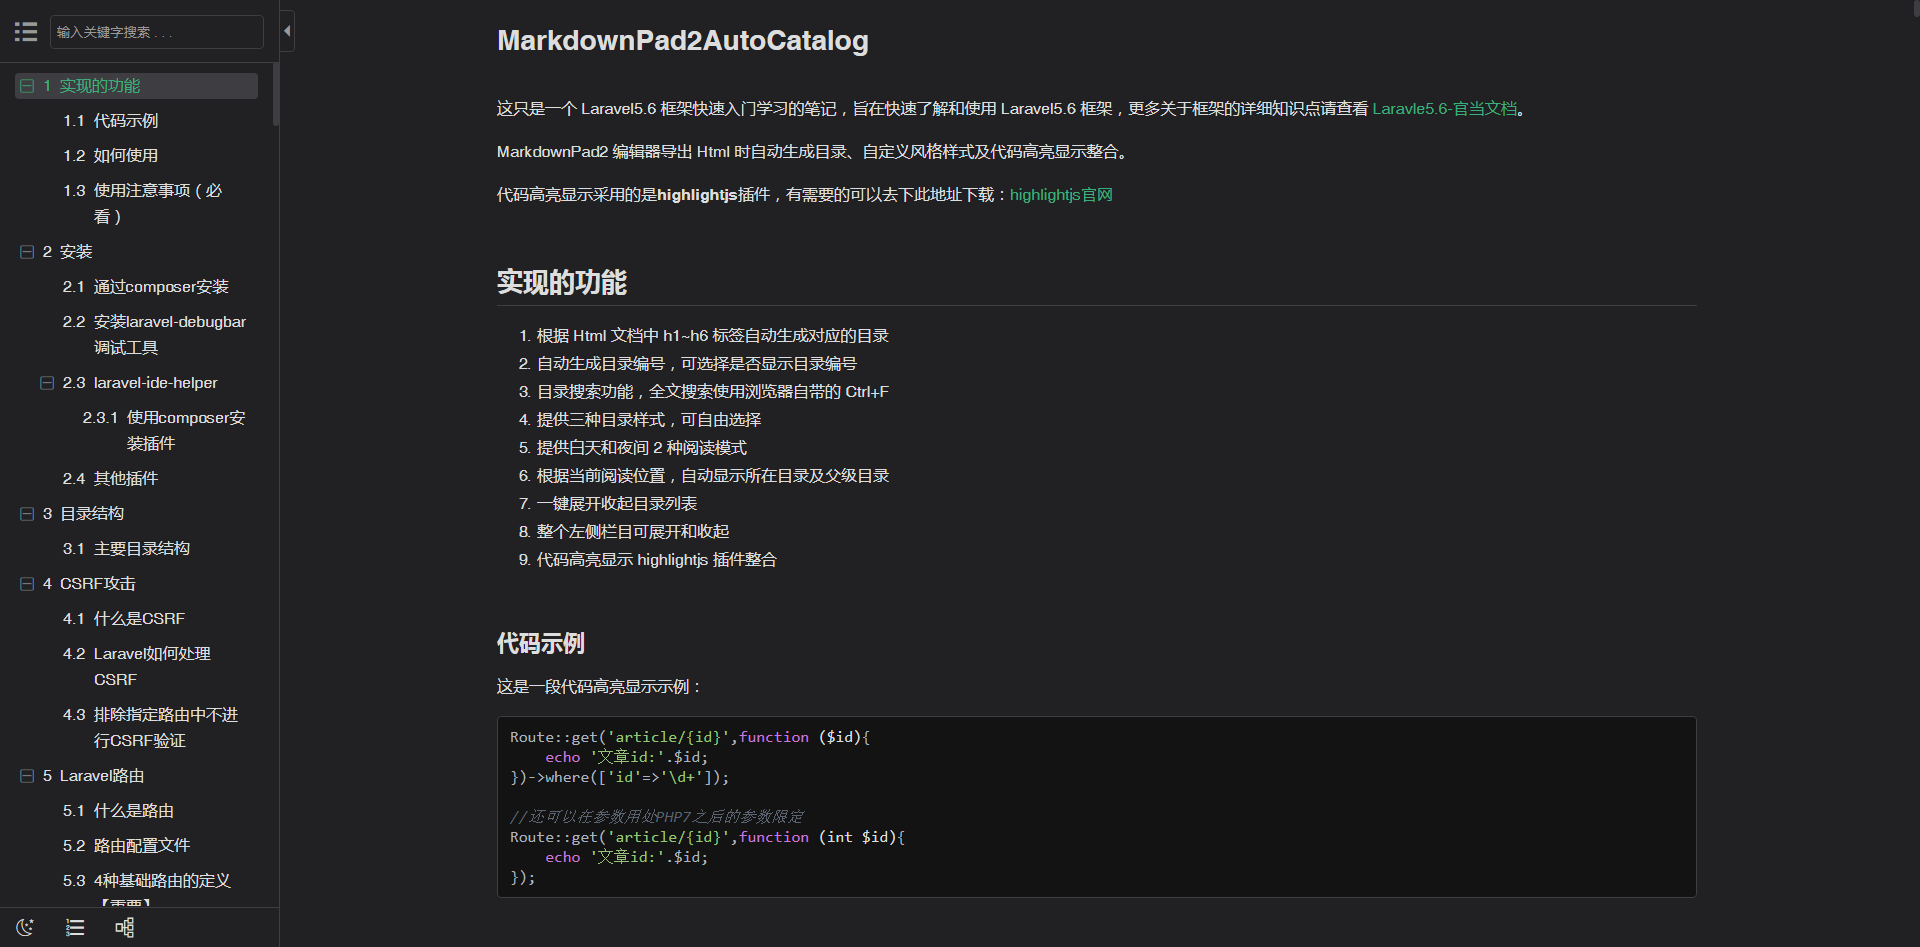 输入关键字搜索 . . .
1 实现的功能
1.1 代码示例
1.2 如何使用
1.3 使用注意事项（必
看）
2 安装
2.1 通过composer安装
2.2 安装laravel-debugbar
调试工具
2.3 laravel-ide-helper
2.3.1 使用composer安
装插件
2.4 其他插件
3 目录结构
3.1 主要目录结构
4 CSRF攻击
4.1 什么是CSRF
4.2 Laravel如何处理
CSRF
4.3 排除指定路由中不进
行CSRF验证
5 Laravel路由
5.1 什么是路由
5.2 路由配置文件
5.3 4种基础路由的定义
【重要】
MarkdownPad2AutoCatalog
这只是一个 Laravel5.6 框架快速入门学习的笔记，旨在快速了解和使用 Laravel5.6 框架，更多关于框架的详细知识点请查看 Laravle5.6-官当文档。
MarkdownPad2 编辑器导出 Html 时自动生成目录、自定义风格样式及代码高亮显示整合。
代码高亮显示采用的是highlightjs插件，有需要的可以去下此地址下载：highlightjs官网
实现的功能
1. 根据 Html 文档中 h1~h6 标签自动生成对应的目录
2. 自动生成目录编号，可选择是否显示目录编号
3. 目录搜索功能，全文搜索使用浏览器自带的 Ctrl+F
4. 提供三种目录样式，可自由选择
5. 提供白天和夜间 2 种阅读模式
6. 根据当前阅读位置，自动显示所在目录及父级目录
7. 一键展开收起目录列表
8. 整个左侧栏目可展开和收起
9. 代码高亮显示 highlightjs 插件整合
代码示例
这是一段代码高亮显示示例：
Route::get('article/{id}',function ($id){
    echo '文章id:'.$id;
})->where(['id'=>'\d+']);
//还可以在参数用处PHP7之后的参数限定
Route::get('article/{id}',function (int $id){
    echo '文章id:'.$id;
});